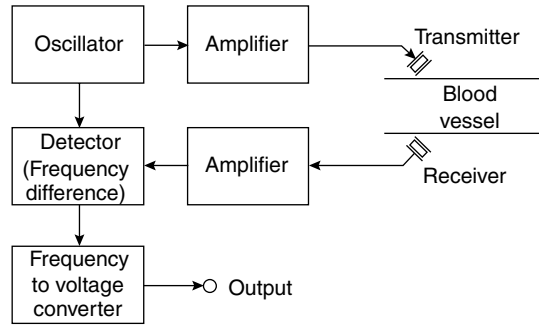 Oscillator
Amplifier
Transmitter
Blood
vessel
Detector
(Frequency
difference)
Amplifier
Receiver
Frequency
to voltage
converter
Output